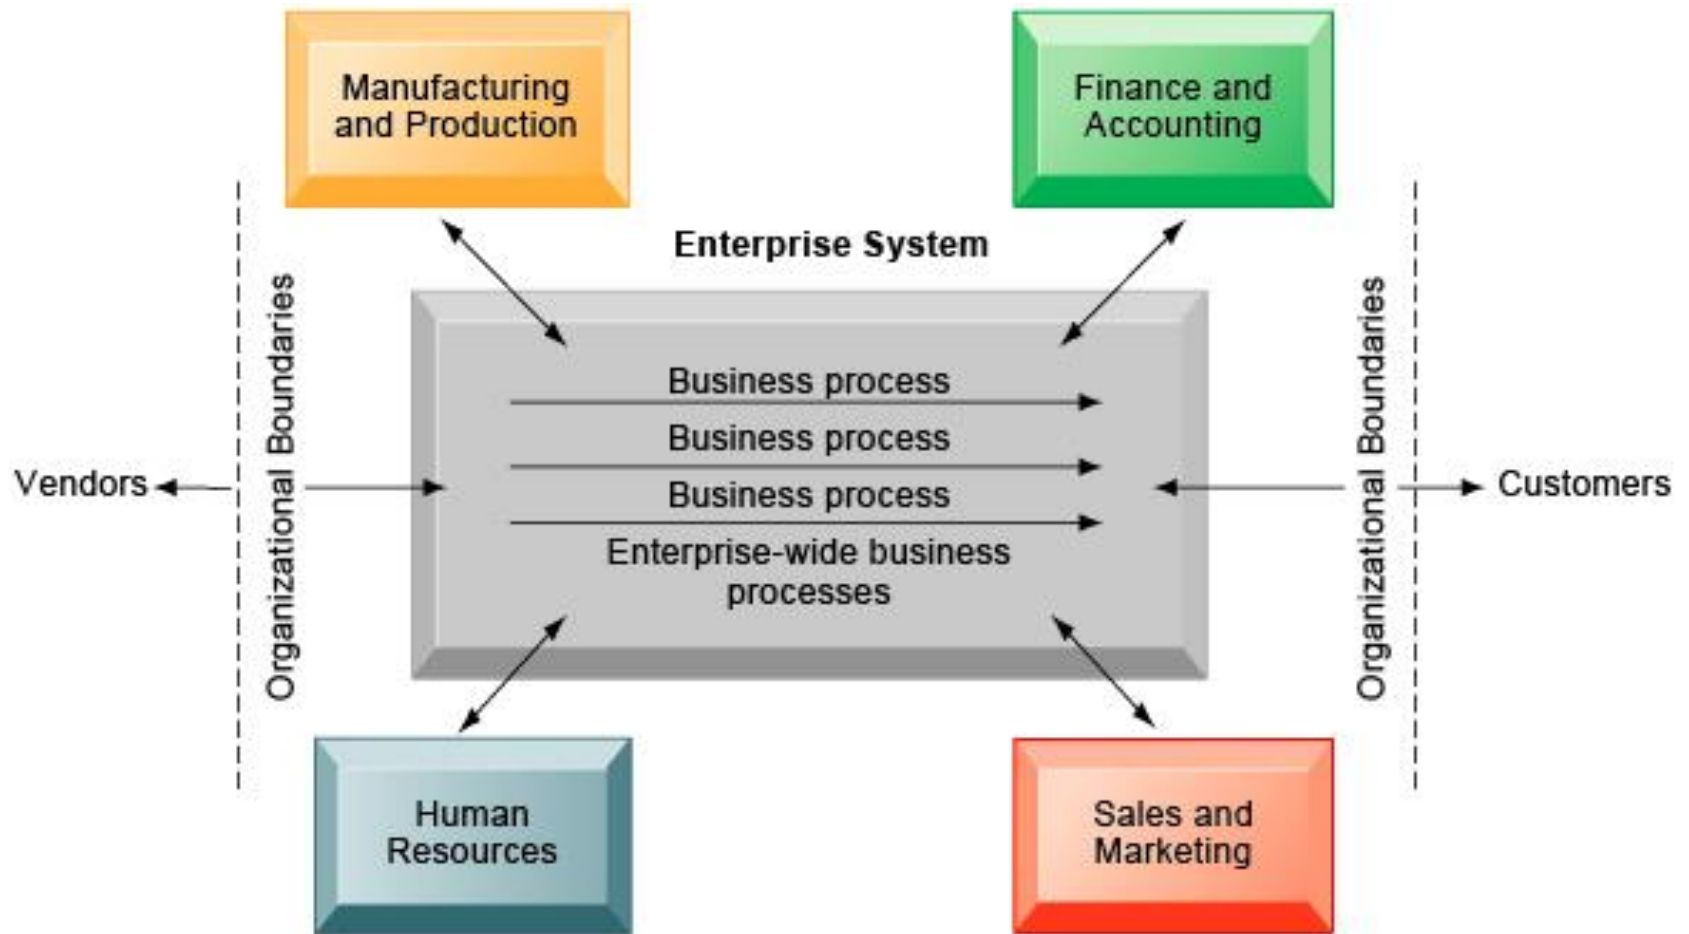 Manufacturing
and Production
Finance and
Accounting
Enterprise System
Organizational Boundaries
Business process
Business process
Business process
Enterprise-wide business
processes
Vendors
Organizational Boundaries
Customers
Human
Resources
Sales and
Marketing